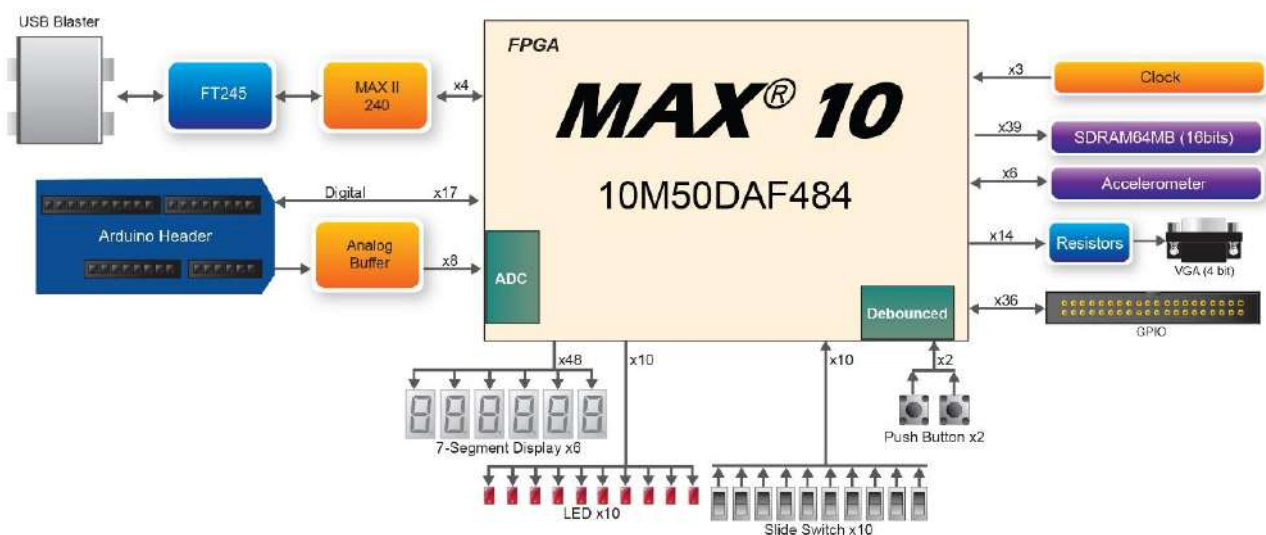 USB Blaster
FPGA
MAX® 10
10M50DAF484
FT245
MAX II
240
x4
x3
Clock
x39
SDRAM64MB (16bits)
x6
Accelerometer
Digital
x17
Arduino Header
Analog
Buffer
x8
ADC
x14
Resistors
VGA (4 bit)
Debounced
x36
GPIO
x48
x10
x10
x2
7-Segment Display x6
Push Button x2
LED x10
Slide Switch x10